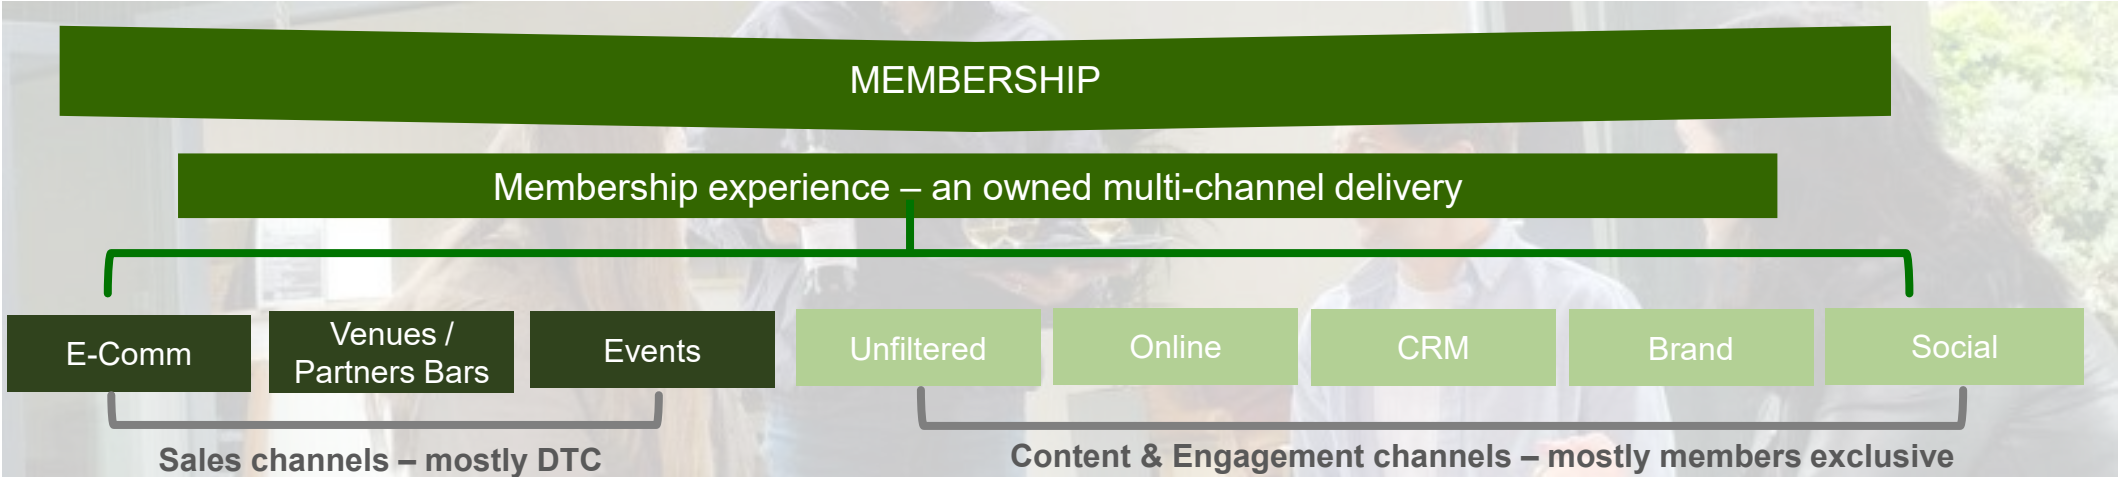 MEMBERSHIP
Membership experience – an owned multi-channel delivery
E-Comm
Venues /
Partners Bars
Events
Unfiltered
Online
CRM
Brand
Social
Sales channels – mostly DTC
Content & Engagement channels – mostly members exclusive